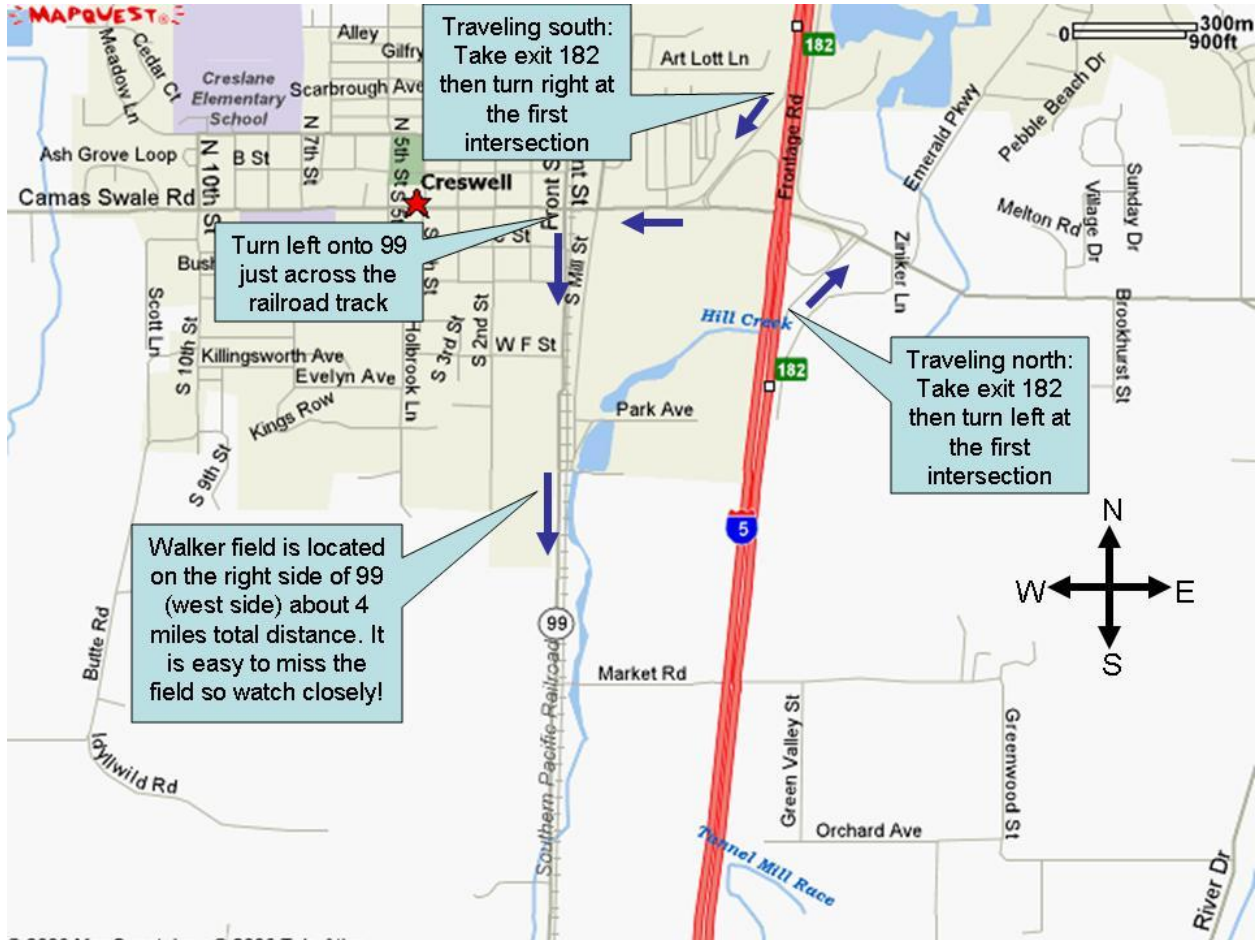 MAPQUEST
Meadow Ln
Cedar Ct
Creslane
Elementary
School
Alley
Gilfry
Scarbrough Ave
Traveling south:
Take exit 182
then turn right at
the first
intersection
Art Lott Ln
182
0
300m
900ft
Ash Grove Loop
B St
N 10th St
N 7th St
N 5th St
Creswell
Camas Swale Rd
Frontage Rd
Emerald Pkwy
Pebble Beach Dr
Melton Rd
Village Dr
Sunday Dr
Turn left onto 99
just across the
railroad track
S Mill St
Ziniker Ln
Brookhurst St
Scott Ln
S 10th St
Killingsworth Ave
Evelyn Ave
Kings Row
Holbrook Ln
S 3rd St
S 2nd St
W F St
Hill Creek
182
Park Ave
Traveling north:
Take exit 182
then turn left at
the first
intersection
S 9th St
Walker field is located
on the right side of 99
(west side) about 4
miles total distance. It
is easy to miss the
field so watch closely!
5
N
W
E
S
99
Butte Rd
Idyllwild Rd
Southern Pacific Railroad
Market Rd
Green Valley St
Greenwood St
Orchard Ave
Tunnel Mill Race
River Dr